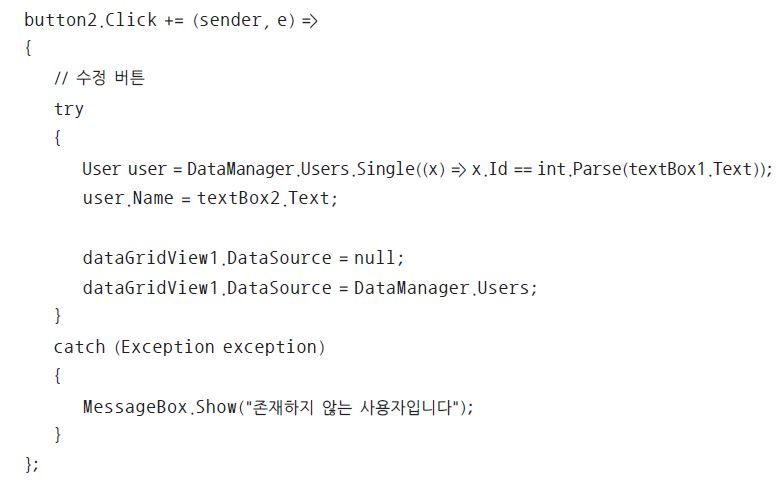 button2.Click += (sender, e) =>
{
// 수정 버튼
try
{
User user = DataManager.Users.Single((x) => x.Id == int.Parse(textBox1.Text));
user.Name = textBox2.Text;
dataGridView1.DataSource = null;
dataGridView1.DataSource = DataManager.Users;
}
catch (Exception exception)
{
MessageBox.Show("존재하지 않는 사용자입니다");
}
};